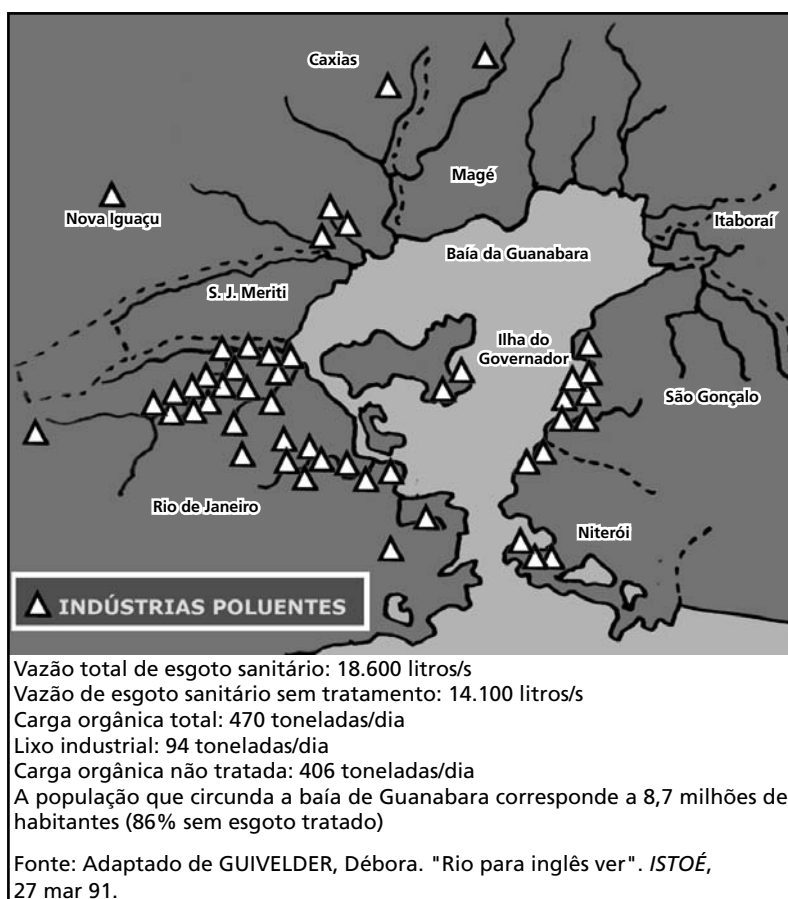 Caxias
Magé
Nova Iguaçu
Itaboraí
Baía da Guanabara
S. J. Meriti
Ilha do
Governador
São Gonçalo
Rio de Janeiro
Niterói
INDÚSTRIAS POLUENTES
Vazão total de esgoto sanitário: 18.600 litros/s
Vazão de esgoto sanitário sem tratamento: 14.100 litros/s
Carga orgânica total: 470 toneladas/dia
Lixo industrial: 94 toneladas/dia
Carga orgânica não tratada: 406 toneladas/dia
A população que circunda a baía de Guanabara corresponde a 8,7 milhões de
habitantes (86% sem esgoto tratado)
Fonte: Adaptado de GUIVELDER, Débora. "Rio para inglês ver". ISTOÉ,
27 mar 91.